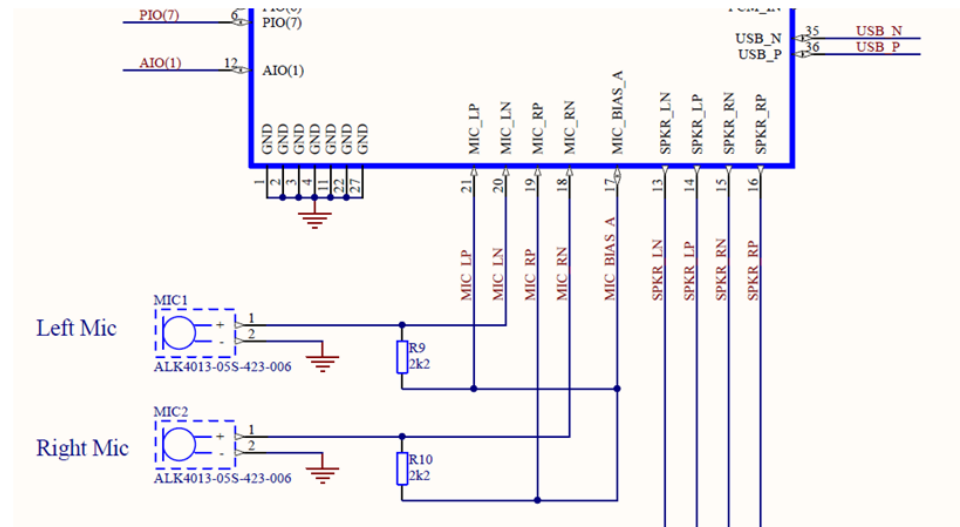 PIO(7)
6
PIO(7)
AIO(1)
12
AIO(1)
PCM_IN
USB_N
35
USB_N
USB_P
36
USB_P
GND
GND
GND
GND
GND
GND
GND
MIC_LP
MIC_LN
MIC_RP
MIC_RN
MIC_BIAS_A
SPKR_LN
SPKR_LP
SPKR_RN
SPKR_RP
1
2
3
4
11
22
27
21
20
19
18
17
13
14
15
16
MIC_LP
MIC_LN
MIC_RP
MIC_RN
MIC_BIAS_A
SPKR_LN
SPKR_LP
SPKR_RN
SPKR_RP
Left Mic
MIC1
+
1
-
2
ALK4013-05S-423-006
R9
2k2
Right Mic
MIC2
+
1
-
2
ALK4013-05S-423-006
R10
2k2